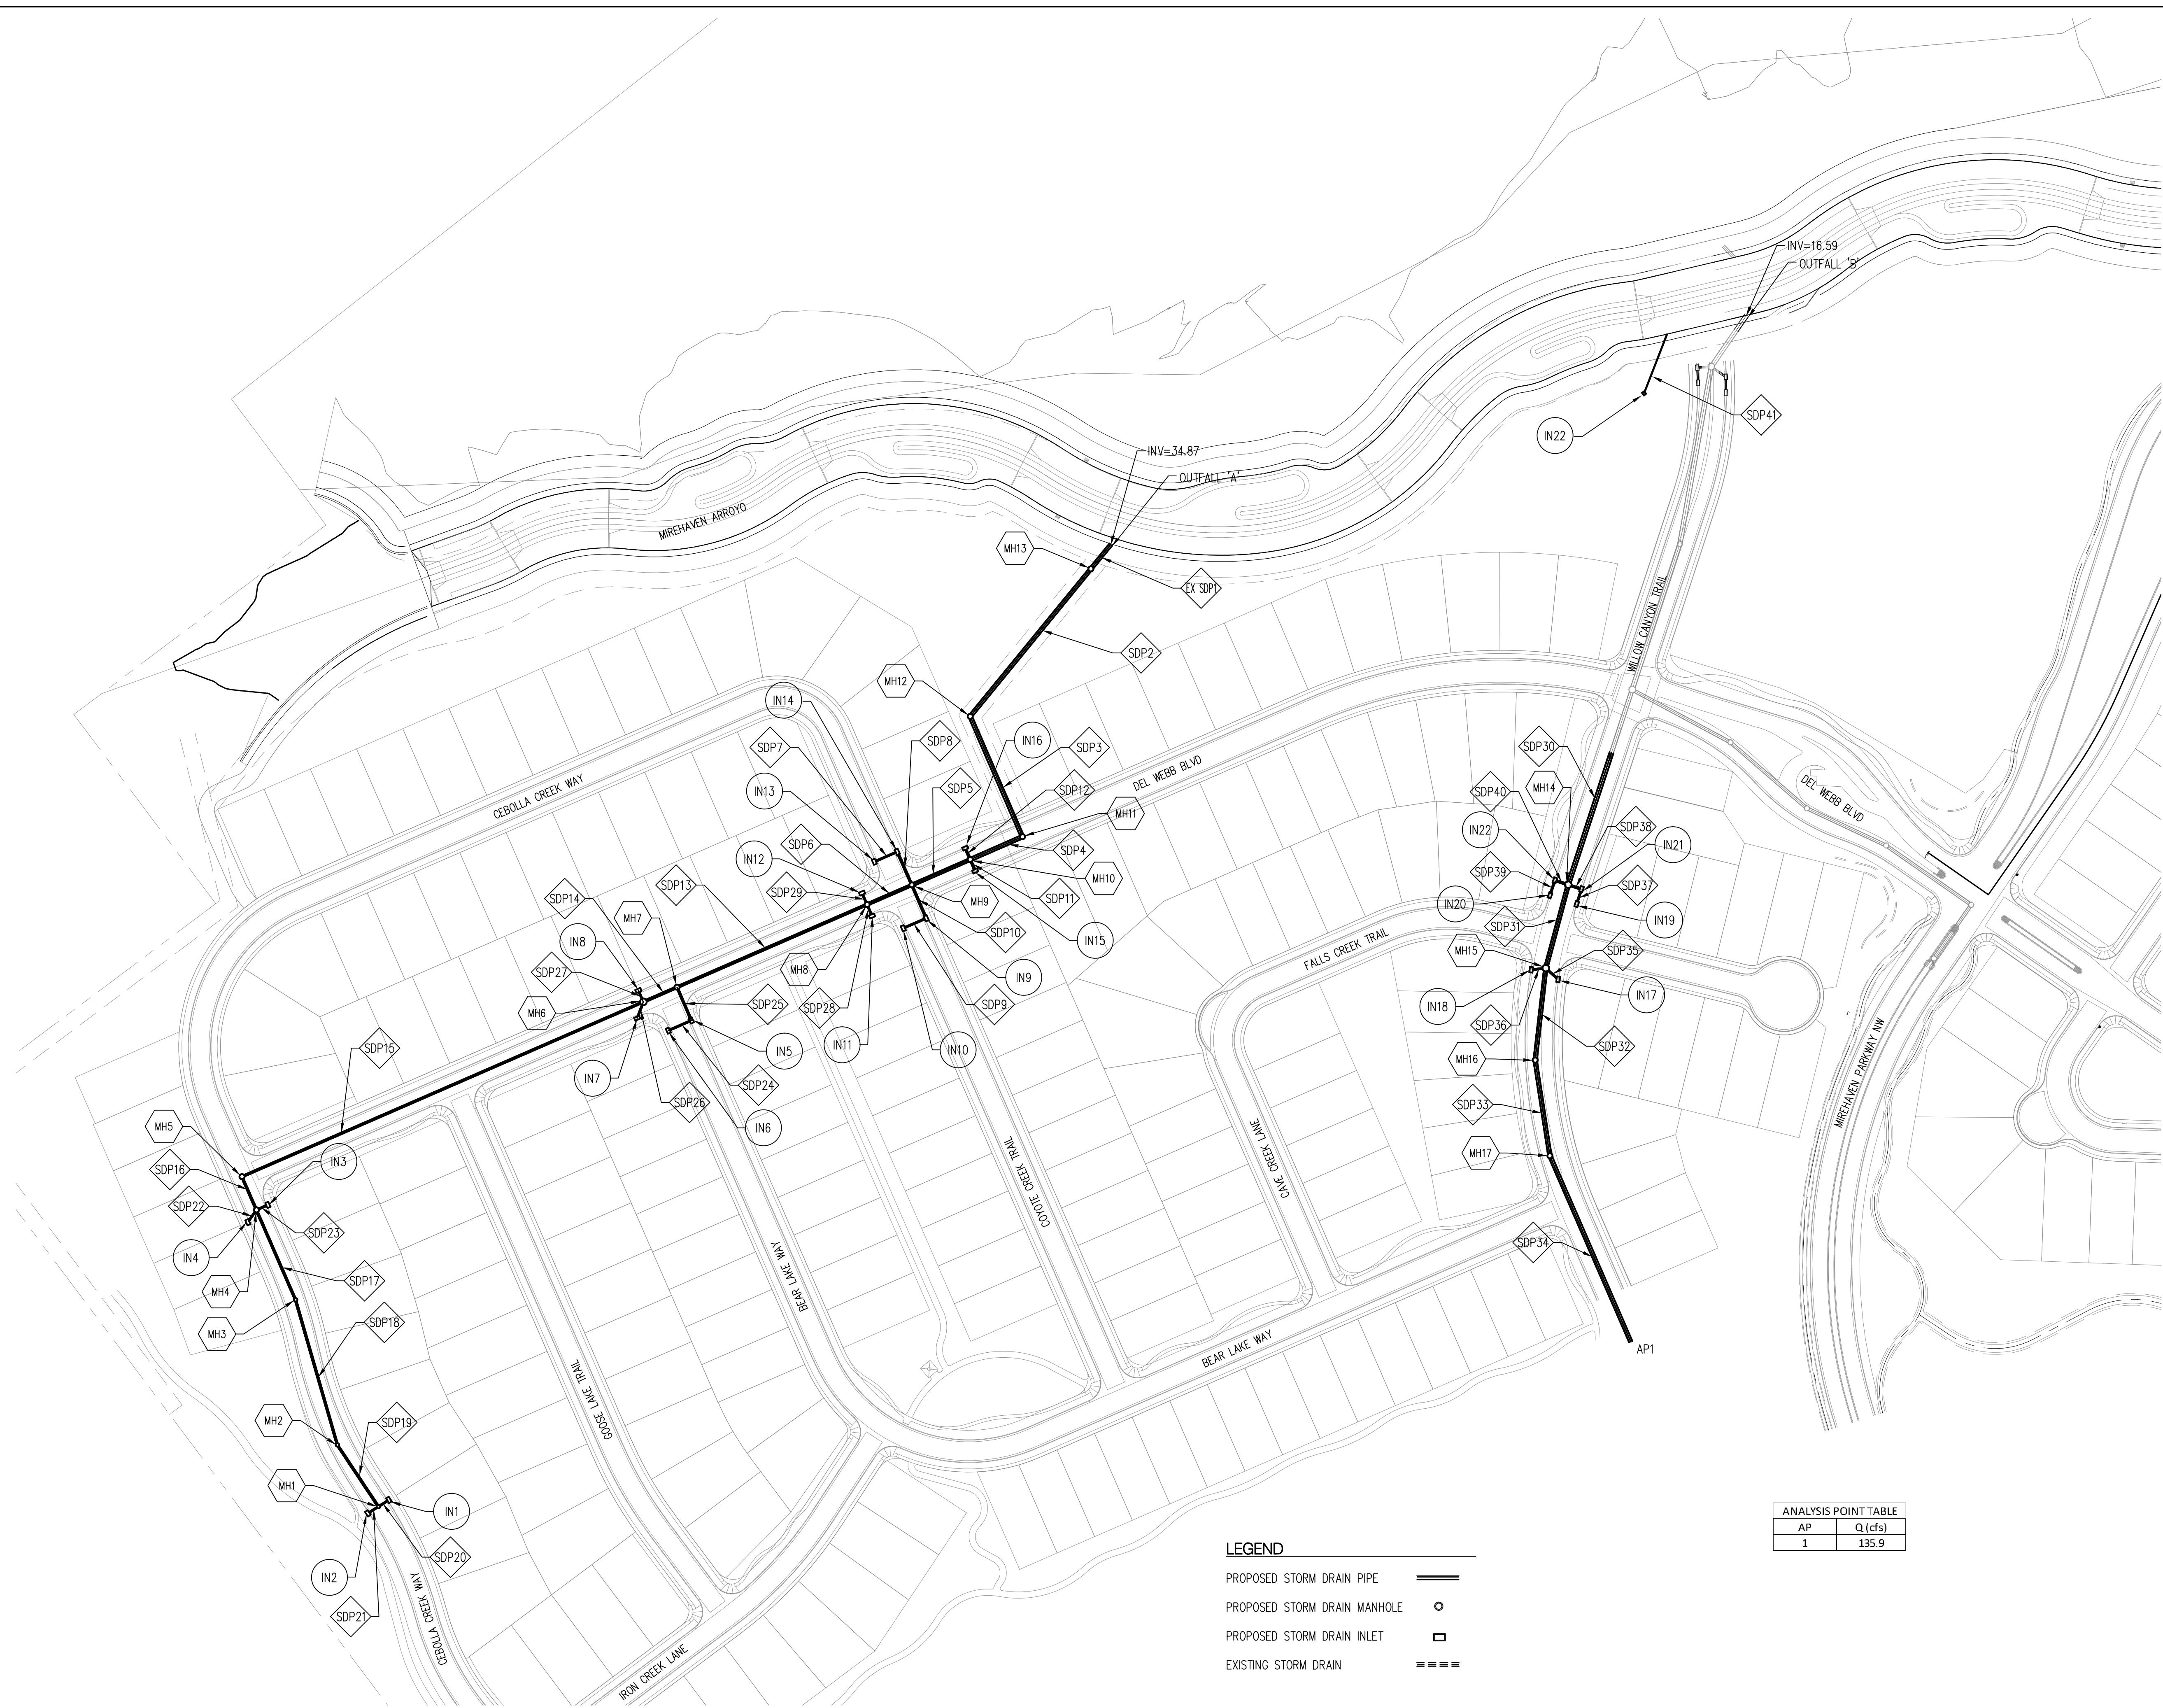 INV=16.59
OUTFALL 'B'
SDP41
IN22
INV=34.87
OUTFALL 'A'
MIREHAVEN ARROYO
MH13
EX SDP1
WILLOW CANYON TRAIL
SDP2
MH12
IN14
SDP8
IN16
SDP7
SDP3
SDP30
DEL WEBB BLVD
DEL WEBB BLVD
IN13
SDP5
SDP12
SDP40
MH14
CEBOLLA CREEK WAY
MH11
SDP38
IN22
SDP6
IN21
IN12
SDP4
SDP39
SDP13
SDP29
MH10
SDP37
SDP14
SDP11
IN20
MH7
MH9
IN19
SDP31
SDP10
IN8
IN15
FALLS CREEK TRAIL
MH15
SDP35
SDP27
MH8
IN9
IN18
IN17
SDP25
SDP28
SDP9
MH6
SDP36
SDP15
IN5
IN11
IN10
SDP32
MH16
IN7
SDP24
SDP26
SDP33
MIREHAVEN PARKWAY NW
MH5
IN6
IN3
MH17
SDP16
CAVE CREEK LANE
COYOTE CREEK TRAIL
SDP22
SDP23
IN4
SDP34
SDP17
MH4
BEAR LAKE WAY
SDP18
MH3
BEAR LAKE WAY
AP1
GOOSE LAKE TRAIL
MH2
SDP19
MH1
IN1
SDP20
IN2
SDP21
CEBOLLA CREEK WAY
IRON CREEK LANE
ANALYSIS POINT TABLE
AP Q (cfs)
1 135.9
LEGEND
PROPOSED STORM DRAIN PIPE
PROPOSED STORM DRAIN MANHOLE
PROPOSED STORM DRAIN INLET
EXISTING STORM DRAIN